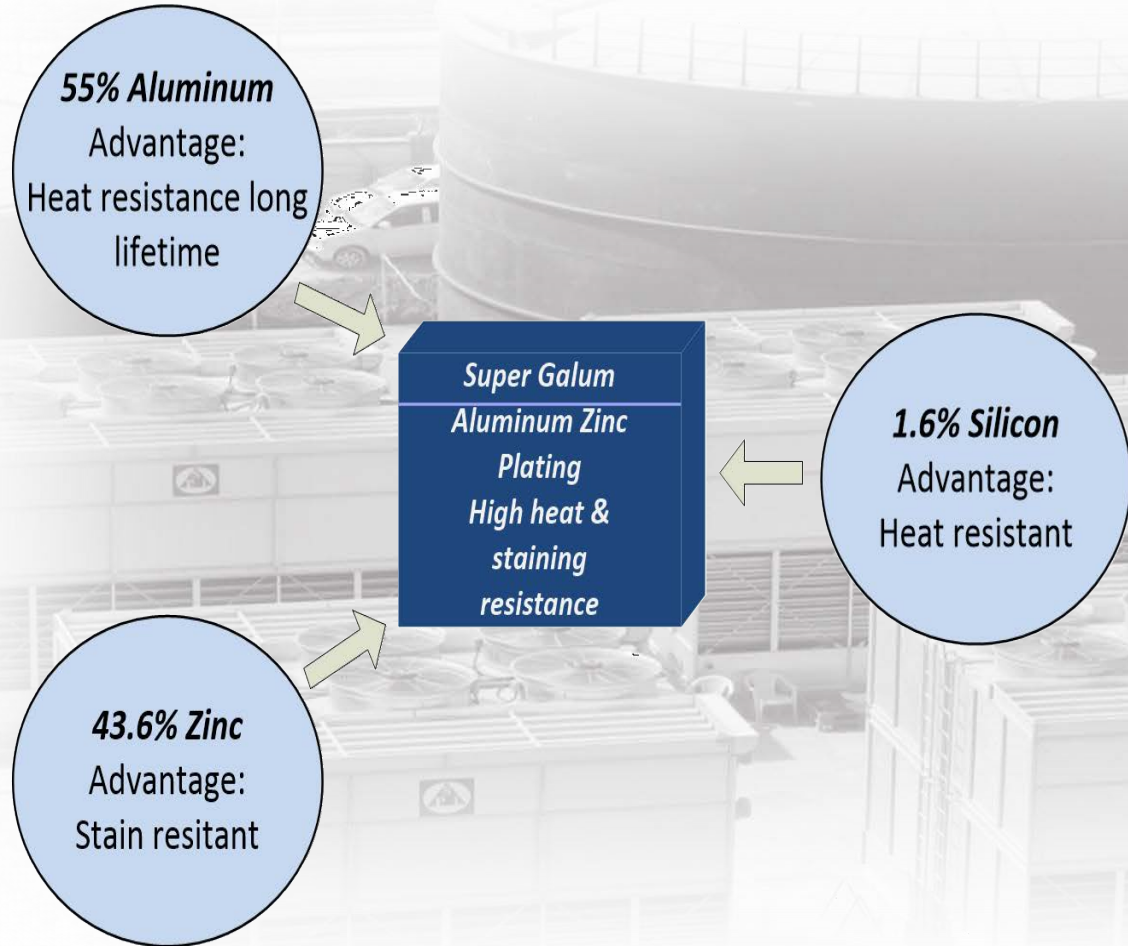 55% Aluminum
Advantage:
Heat resistance long
lifetime
Super Galum
Aluminum Zinc
Plating
High heat &
staining
resistance
1.6% Silicon
Advantage:
Heat resistant
43.6% Zinc
Advantage:
Stain resitant